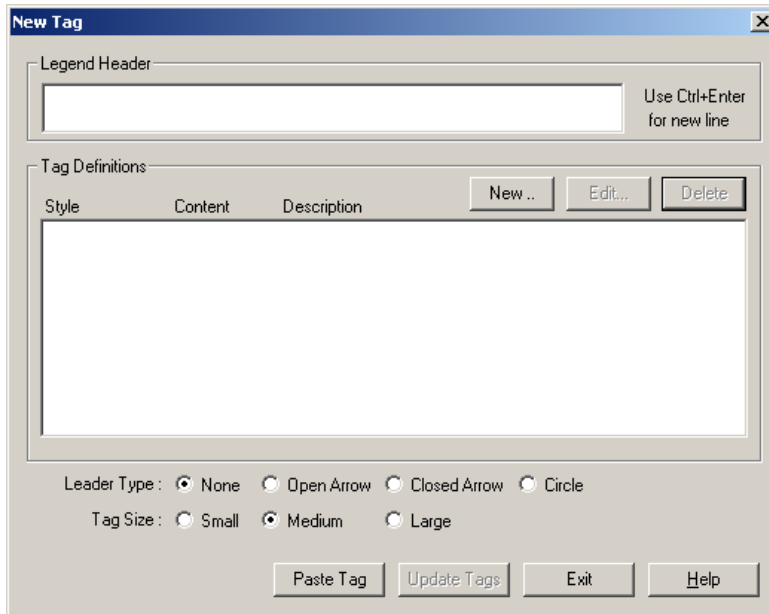 New Tag
Legend Header
Use Ctrl+Enter
for new line
Tag Definitions
New .. Edit... Delete
Style Content Description
Leader Type : None Open Arrow Closed Arrow Circle
Tag Size : Small Medium Large
Paste Tag Update Tags Exit Help